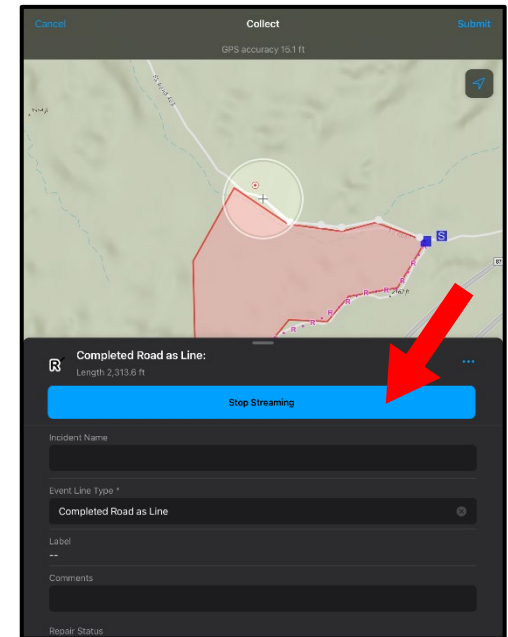 Cancel
Collect
Submit
GPS accuracy 15.1 ft
S
R
R
R
R
R
R
R
R
Completed Road as Line:
Length 2,313.6 ft
...
Stop Streaming
Incident Name
Event Line Type *
Completed Road as Line
Label
--
Comments
Repair Status